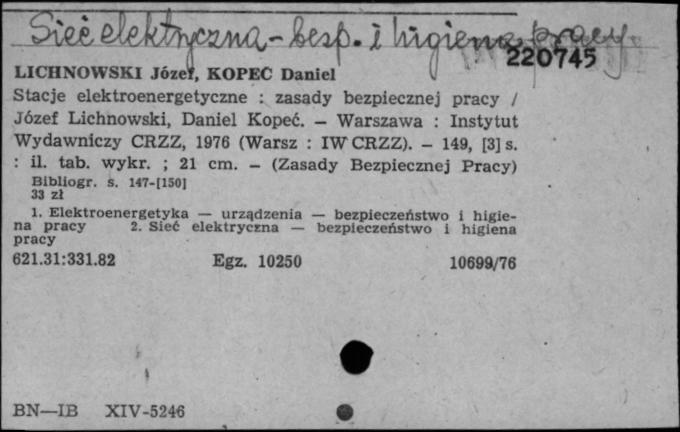 Sieć elektryczna - besp. i higiena pracy.
220745
LICHNOWSKI Józef, KOPEĆ Daniel
Stacje elektroenergetyczne : zasady bezpiecznej pracy /
Józef Lichnowski, Daniel Kopeć. — Warszawa : Instytut
Wydawniczy CRZZ, 1976 (Warsz : IW CRZZ). — 149, [3] s.
: il. tab. wykr. ; 21 cm. — (Zasady Bezpiecznej Pracy)
Bibliogr. s. 147-[150]
33 zł
1. Elektroenergetyka — urządzenia — bezpieczeństwo i higie-
na pracy 2. Sieć elektryczna — bezpieczeństwo i higiena
pracy
621.31:331.82 Egz. 10250 10699/76
BN—IB XIV-5246